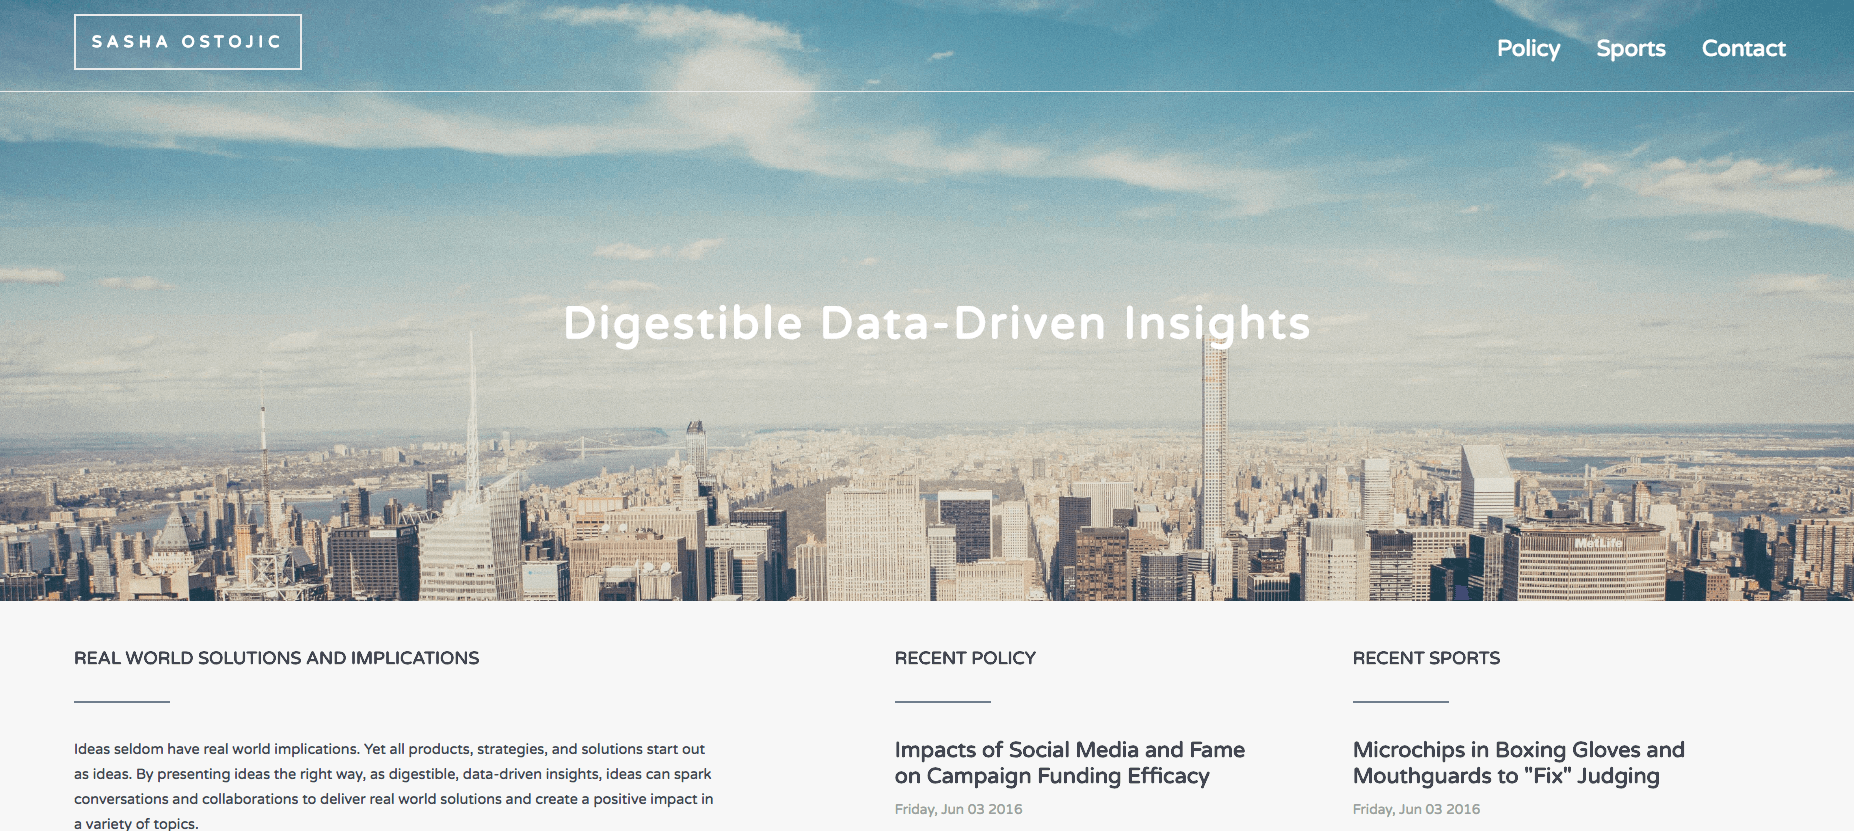 SASHA OSTOJIC
Policy
Sports
Contact
Digestible Data-Driven Insights
MetLife
REAL WORLD SOLUTIONS AND IMPLICATIONS
Ideas seldom have real world implications. Yet all products, strategies, and solutions start out
as ideas. By presenting ideas the right way, as digestible, data-driven insights, ideas can spark
conversations and collaborations to deliver real world solutions and create a positive impact in
a variety of topics.
RECENT POLICY
Impacts of Social Media and Fame
on Campaign Funding Efficacy
Friday, Jun 03 2016
RECENT SPORTS
Microchips in Boxing Gloves and
Mouthguards to "Fix" Judging
Friday, Jun 03 2016